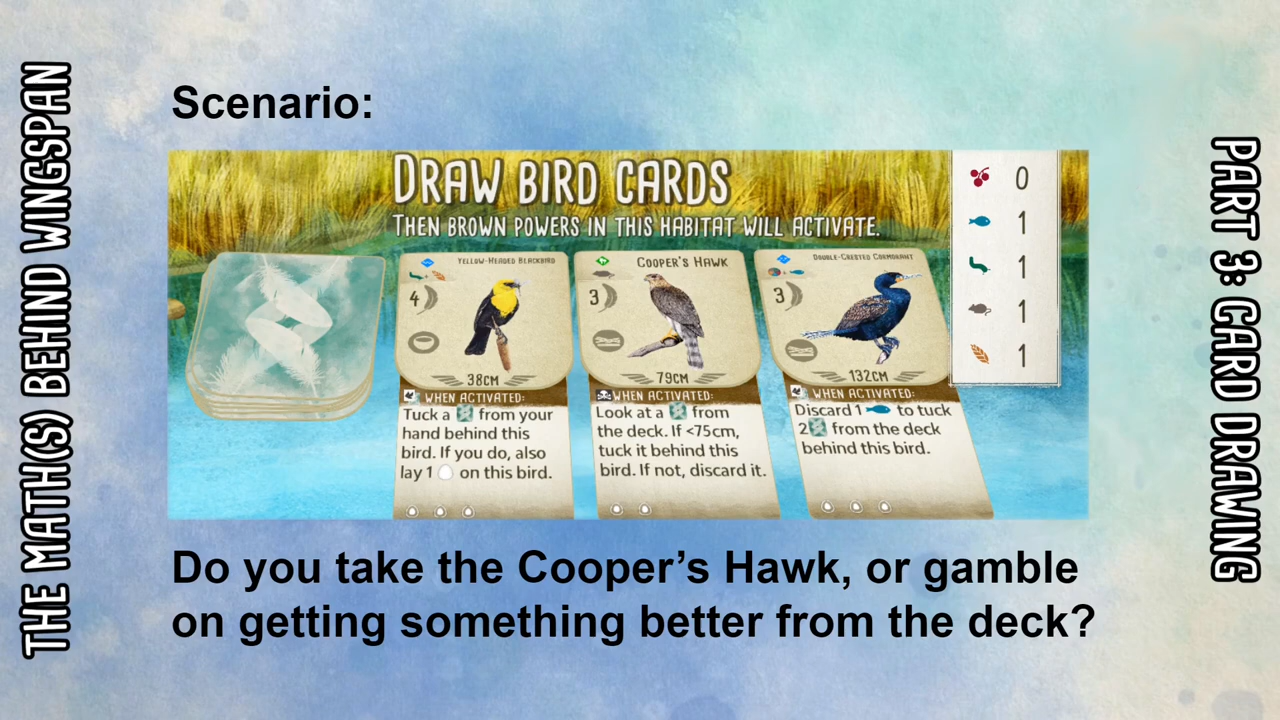 THE MATH(S) BEHIND WINGSPAN
Scenario:
DRAW BIRD CARDS
THEN BROWN POWERS IN THIS HABITAT WILL ACTIVATE.
YELLOW-HEADED BLACKBIRD
4
38CM
WHEN ACTIVATED:
Tuck a from your
hand behind this
bird. If you do, also
lay 1 on this bird.
COOPER'S HAWK
3
79CM
WHEN ACTIVATED:
Look at a from
the deck. If <75cm,
tuck it behind this
bird. If not, discard it.
DOUBLE-CRESTED CORMORANT
3
132CM
WHEN ACTIVATED:
Discard 1 to tuck
2 from the deck
behind this bird.
0
1
1
1
1
Do you take the Cooper's Hawk, or gamble
on getting something better from the deck?
PART 3: CARD DRAWING